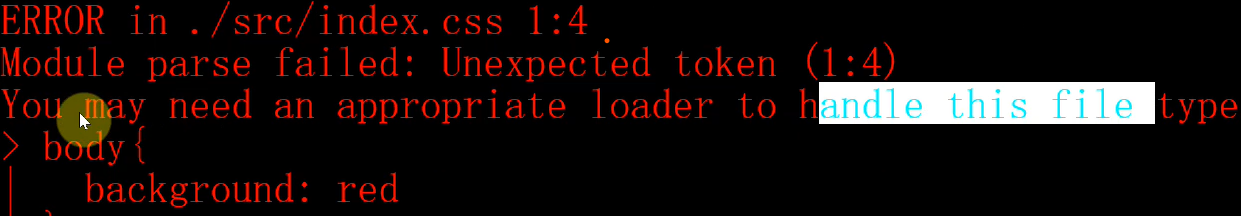 ERROR in ./src/index.css 1:4
Module parse failed: Unexpected token (1:4)
You may need an appropriate loader to handle this file type
> body{
|   background: red